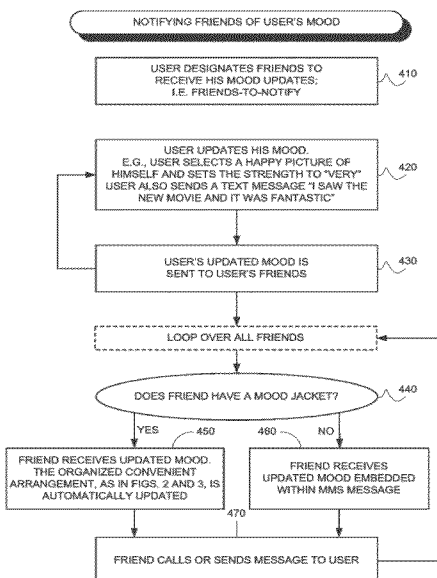 NOTIFYING FRIENDS OF USER'S MOOD
USER DESIGNATES FRIENDS TO
RECEIVE HIS MOOD UPDATES;
I.E. FRIENDS-TO-NOTIFY
410
USER UPDATES HIS MOOD.
E.G., USER SELECTS A HAPPY PICTURE OF
HIMSELF AND SETS THE STRENGTH TO "VERY"
USER ALSO SENDS A TEXT MESSAGE "I SAW THE
NEW MOVIE AND IT WAS FANTASTIC"
420
USER'S UPDATED MOOD IS
SENT TO USER'S FRIENDS
430
LOOP OVER ALL FRIENDS
DOES FRIEND HAVE A MOOD JACKET?
440
YES
450
460
NO
FRIEND RECEIVES UPDATED MOOD.
THE ORGANIZED CONVENIENT
ARRANGEMENT, AS IN FIGS. 2 AND 3, IS
AUTOMATICALLY UPDATED
FRIEND RECEIVES
UPDATED MOOD EMBEDDED
WITHIN MMS MESSAGE
470
FRIEND CALLS OR SENDS MESSAGE TO USER